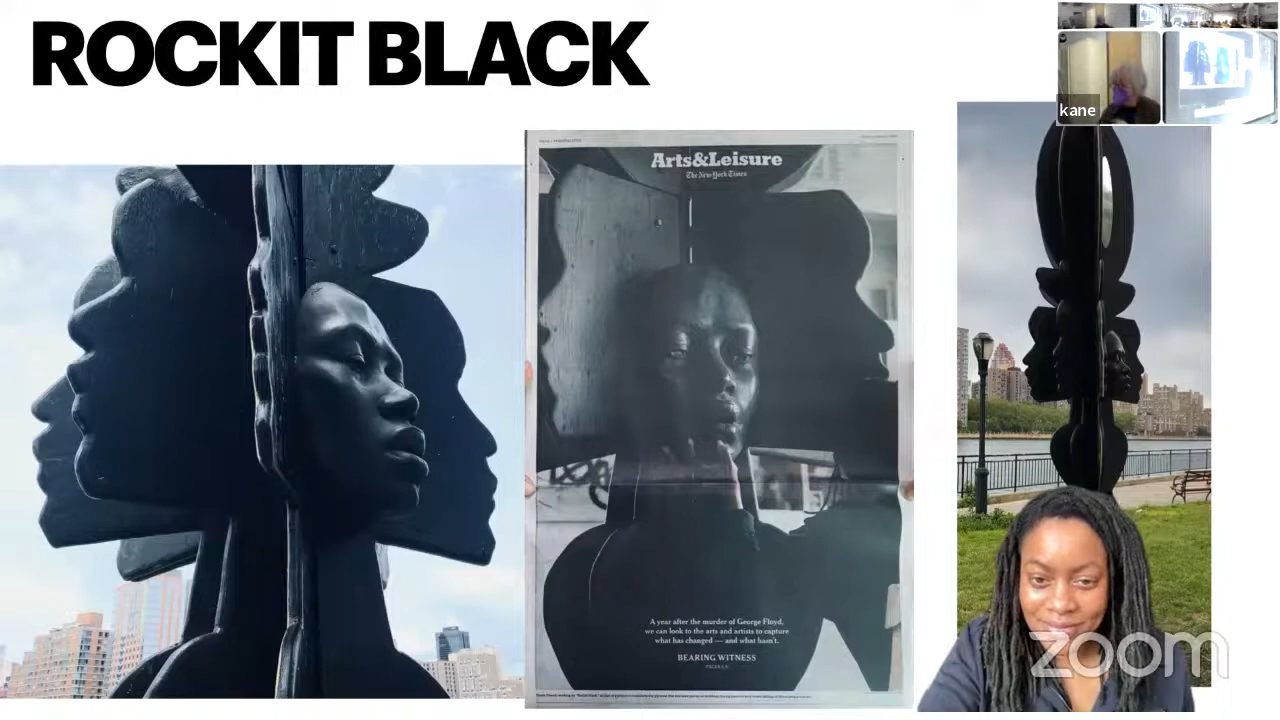 ROCKIT BLACK
kane
Arts&Leisure
The New York Times
A year after the murder of George Floyd,
we can look to the arts and artists to capture
what has changed — and what hasn't.
BEARING WITNESS
zoom